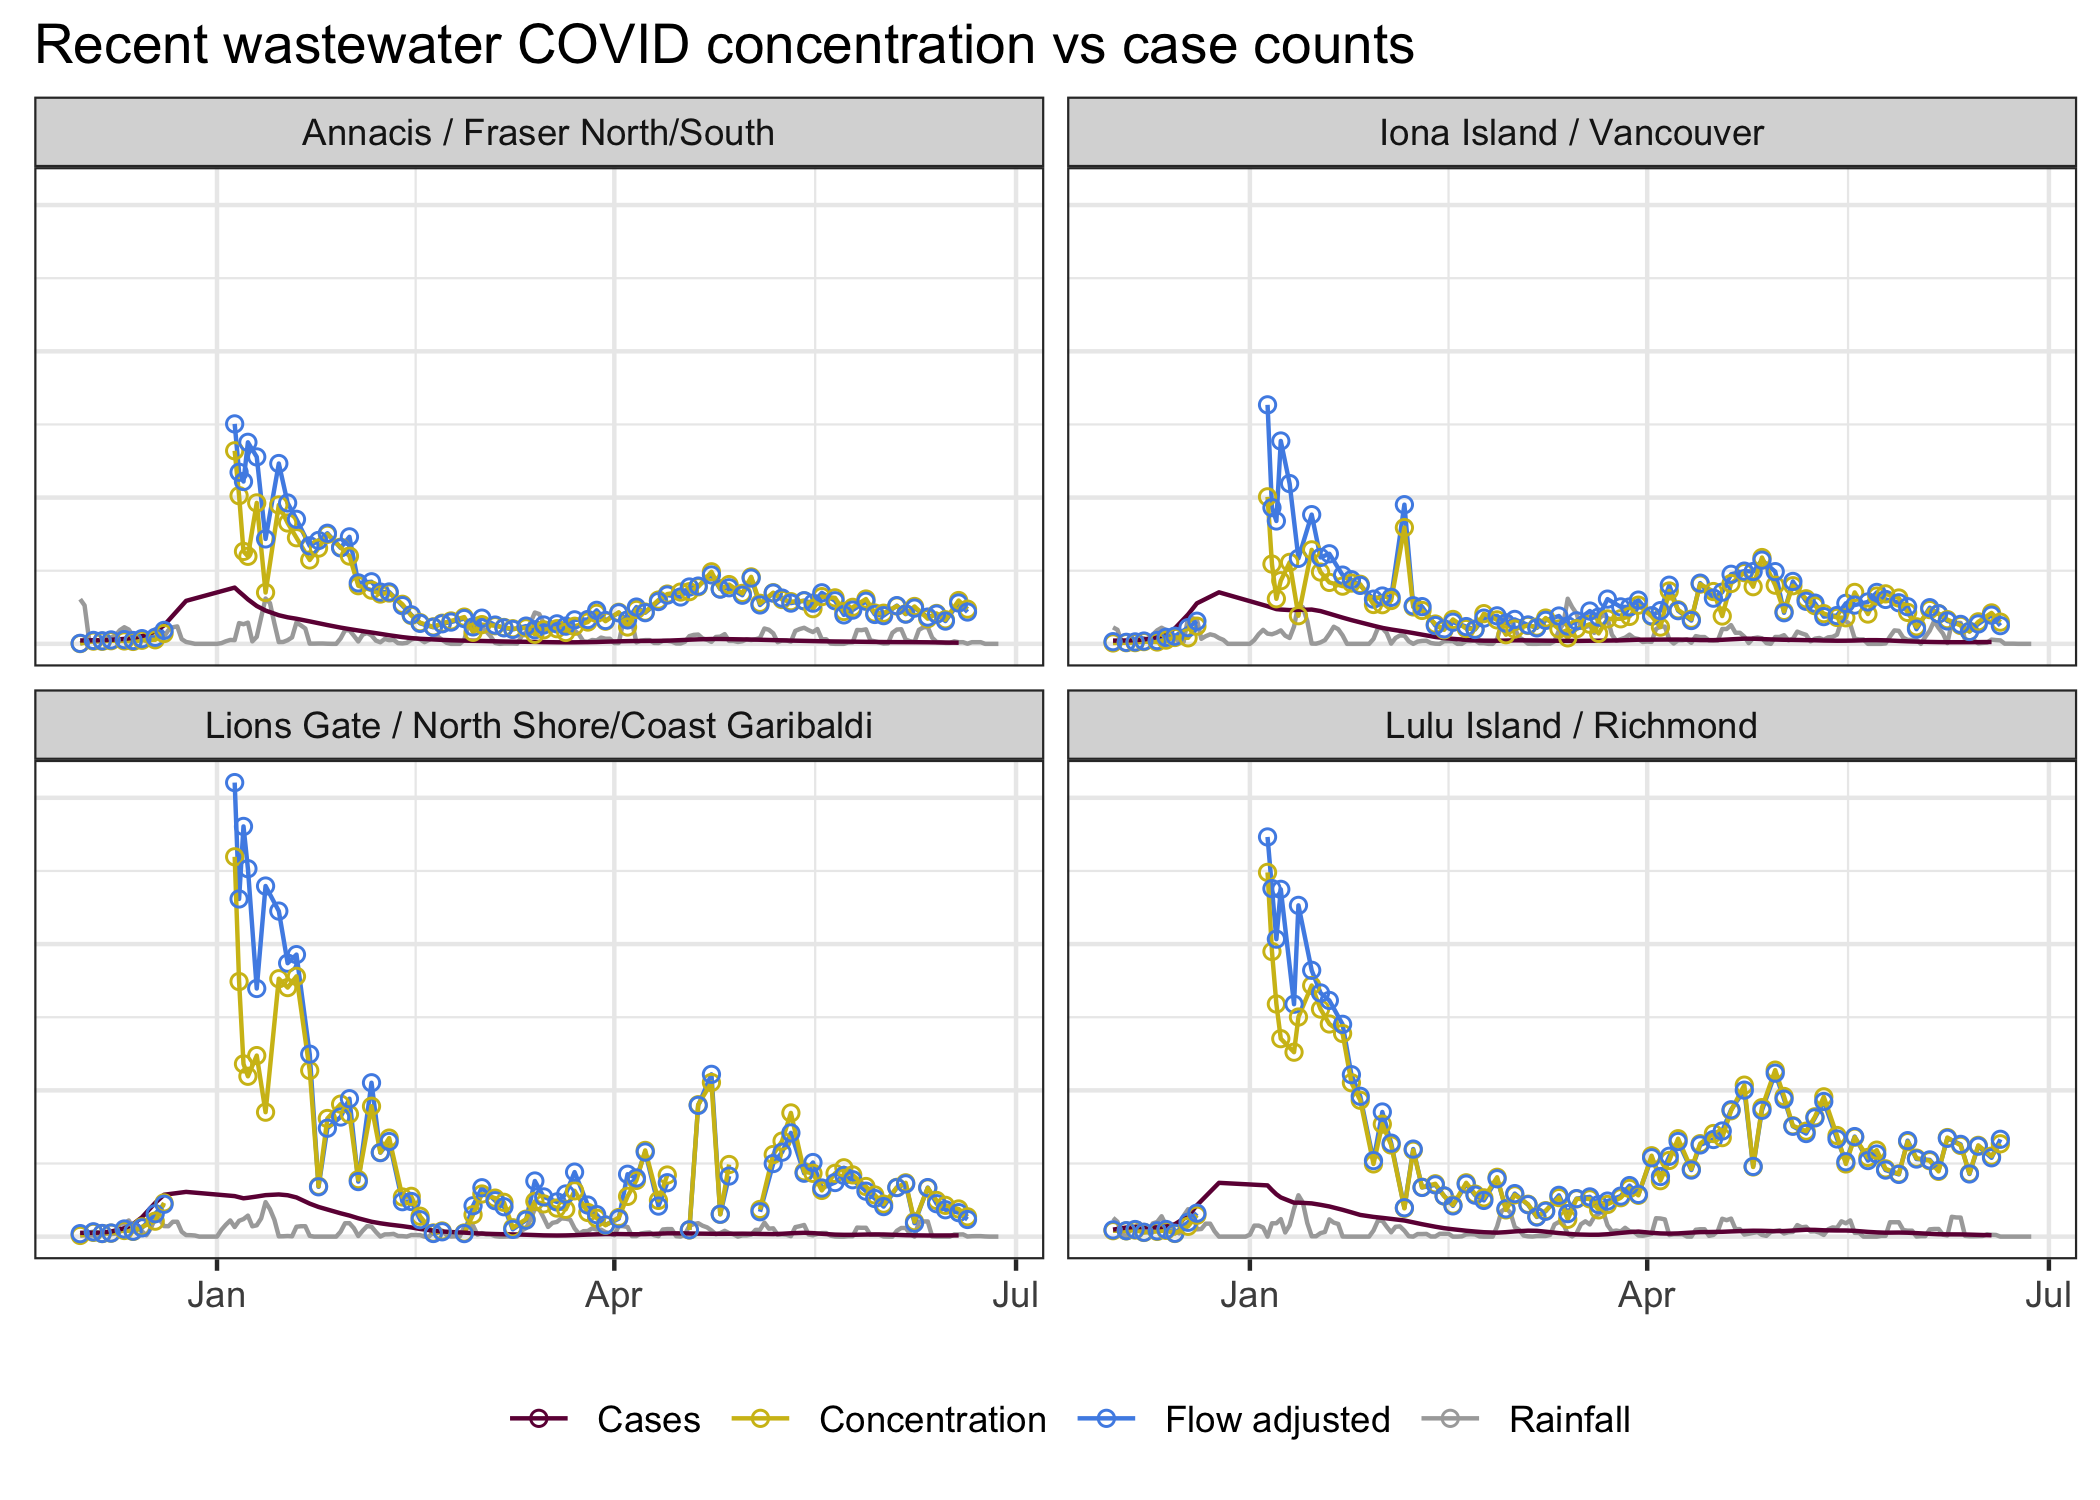 Recent wastewater COVID concentration vs case counts
Annacis / Fraser North/South
Iona Island / Vancouver
Lions Gate / North Shore/Coast Garibaldi
Lulu Island / Richmond
Jan Apr Jul Jan Apr Jul
Cases Concentration Flow adjusted Rainfall